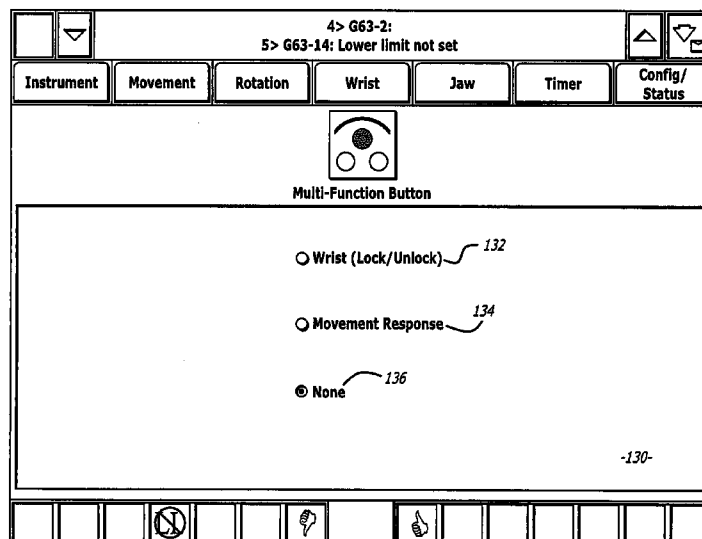 4> G63-2:
5> G63-14: Lower limit not set
Instrument
Movement
Rotation
Wrist
Jaw
Timer
Config/
Status
Multi-Function Button
Wrist (Lock/Unlock)
132
Movement Response
134
None
136
-130-